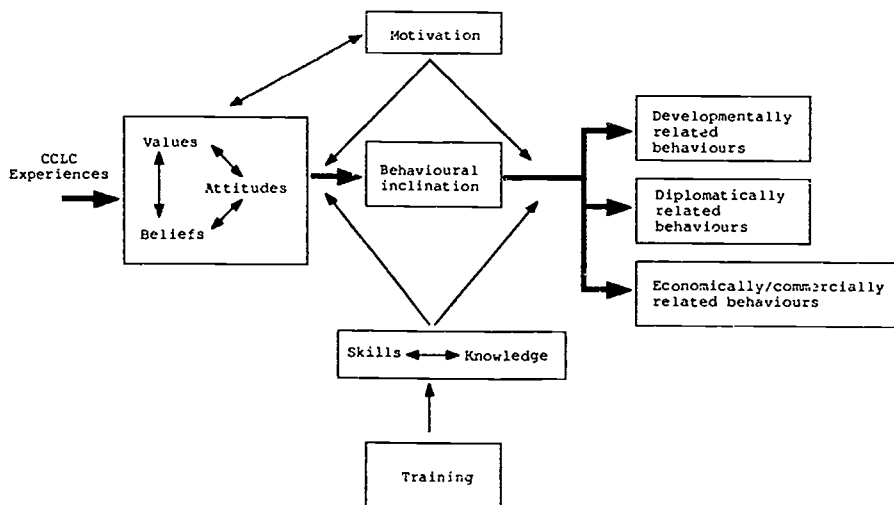 Motivation
CCLC
Experiences
Values
Attitudes
Beliefs
Behavioural
inclination
Developmentally
related
behaviours
Diplomatically
related
behaviours
Economically/commercially
related behaviours
Skills
Knowledge
Training